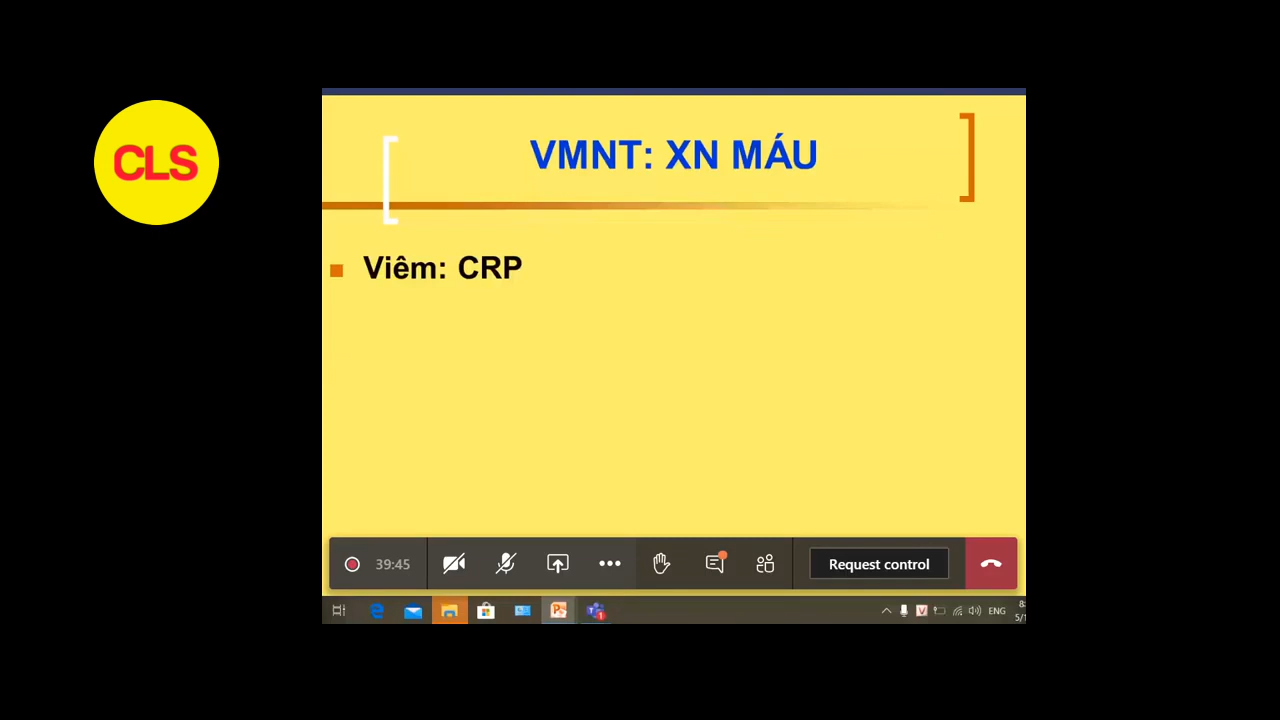 CLS
VMNT: XN MÁU
Viêm: CRP
39:45
Request control
ENG